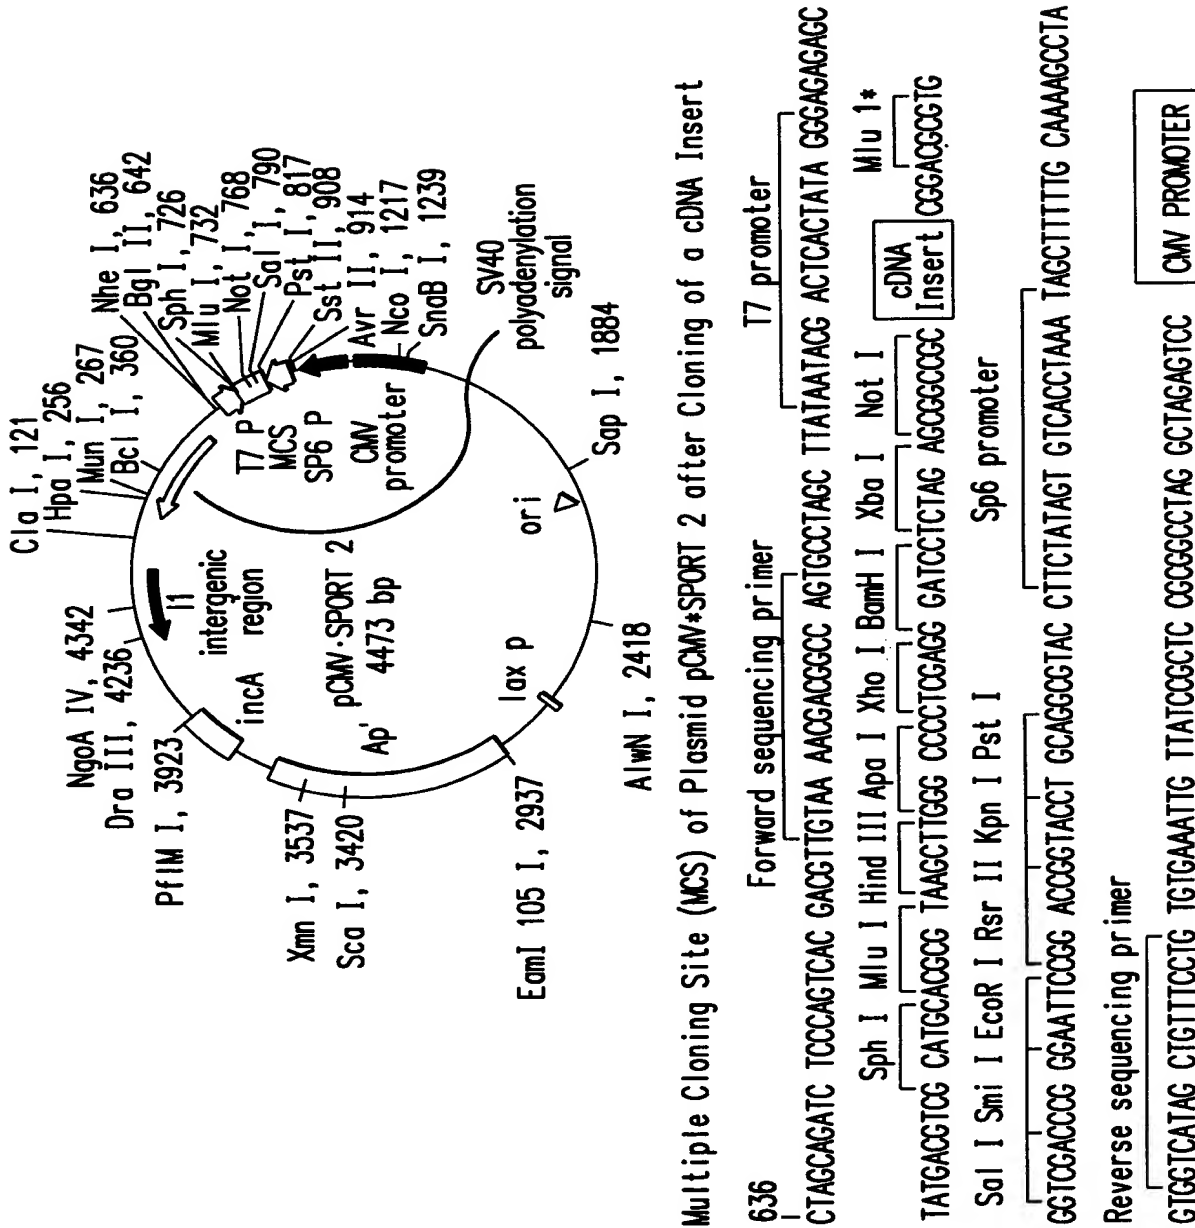 Cla I, 121
Hpa I, 256
Mun I, 267
Bcl I, 360
Nhe I, 636
Bgl II, 642
Sph I, 726
Mlu I, 732
Not I, 768
Sal I, 790
Pst I, 817
Sst II, 908
Avr II, 914
Nco I, 1217
SnaB I, 1239
SV40
polyadenylation
signal
Sap I, 1884
AlwN I, 2418
EamI 105 I, 2937
Sca I, 3420
Xmn I, 3537
PflM I, 3923
Dra III, 4236
NgoA IV, 4342
I1
intergenic
region
incA
pCMV·SPORT 2
4473 bp
Ap'
lax p
ori
T7 P
MCS
SP6 P
CMV
promoter
Multiple Cloning Site (MCS) of Plasmid pCMV*SPORT 2 after Cloning of a cDNA Insert
636
Forward sequencing primer
T7 promoter
CTAGCAGATC TCCCAGTCAC GACGTTGTAA AACGACGGCC AGTGCCTAGC TTATAATACG ACTCACTATA GGGAGAGAGC
Sph I Mlu I Hind III Apa I Xho I BamH I Xba I Not I
cDNA
Insert
Mlu 1*
TATGACGTCG CATGCACGCG TAAGCTTGGG CCCCTCGAGG GATCCTCTAG AGCGGCCGC CGGACGCGTG
Sal I Smi I EcoR I Rsr II Kpn I Pst I
Sp6 promoter
GGTCGACCCG GGAATTCCGG ACCGGTACCT GCAGGCGTAC CTTCTATAGT GTCACCTAAA TAGCTTTTTG CAAAAGCCTA
Reverse sequencing primer
GTGGTCATAG CTGTTTCCTG TGTGAAATTG TTATCCGCTC CGCGGCCTAG GCTAGAGTCC
CMV PROMOTER